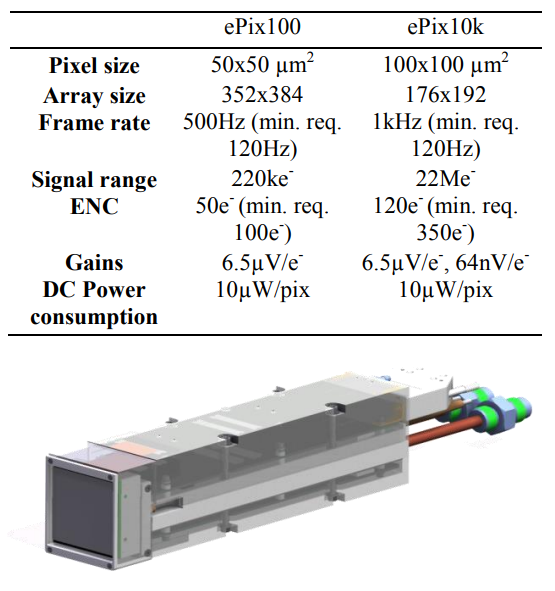 ePix100 ePix10k
Pixel size 50x50 µm² 100x100 µm²
Array size 352x384 176x192
Frame rate 500Hz (min. req. 1kHz (min. req.
120Hz) 120Hz)
Signal range 220ke⁻ 22Me⁻
ENC 50e⁻ (min. req. 120e⁻ (min. req.
100e⁻) 350e⁻)
Gains 6.5µV/e⁻ 6.5µV/e⁻, 64nV/e⁻
DC Power 10µW/pix 10µW/pix
consumption